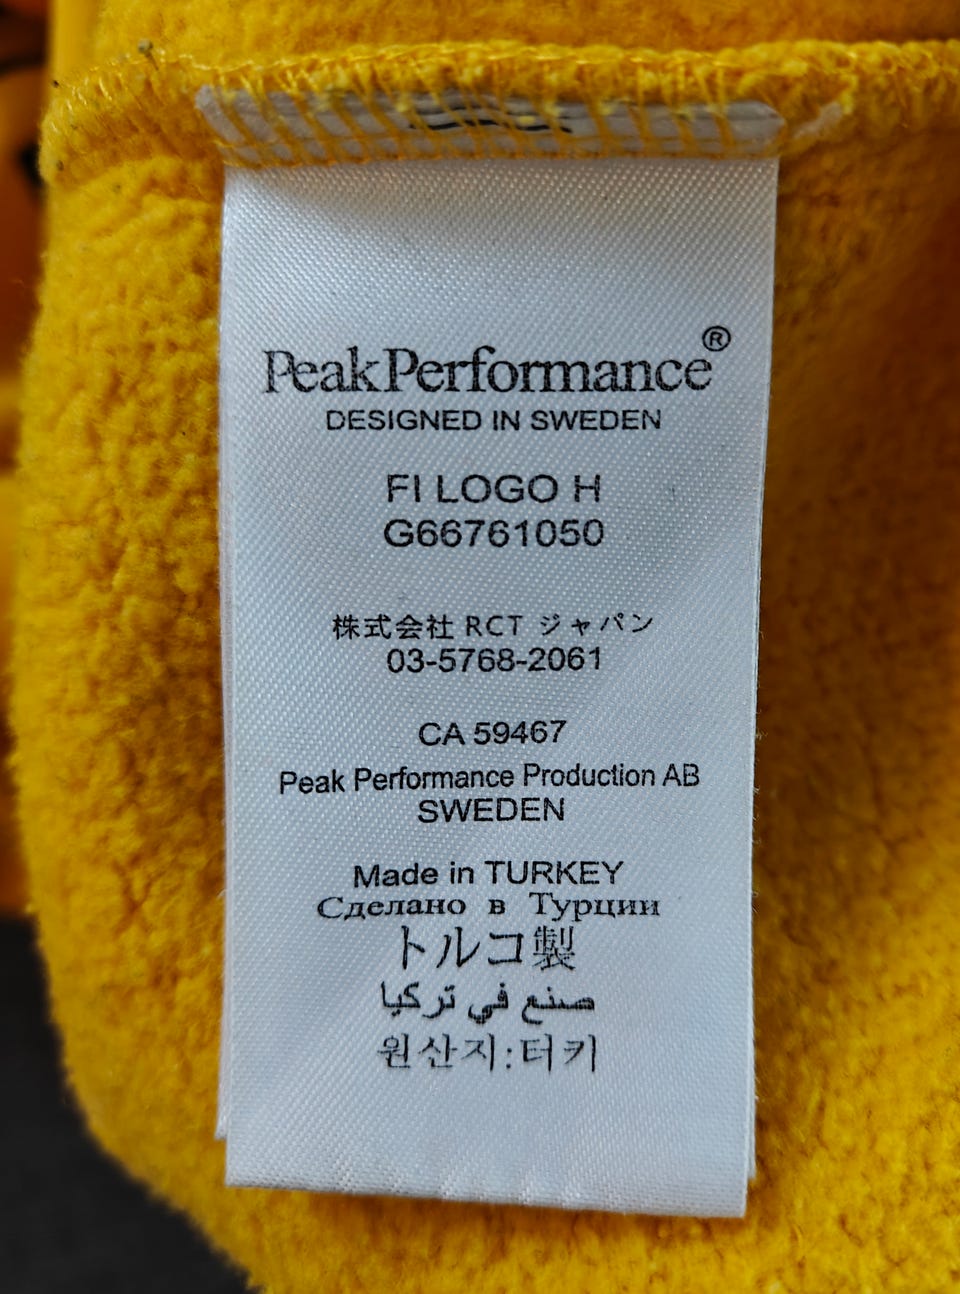 PeakPerformance®
DESIGNED IN SWEDEN
FI LOGO H
G66761050
株式会社 RCT ジャパン
03-5768-2061
CA 59467
Peak Performance Production AB
SWEDEN
Made in TURKEY
Сделано в Турции
トルコ製
صنع في تركيا
원산지:터키